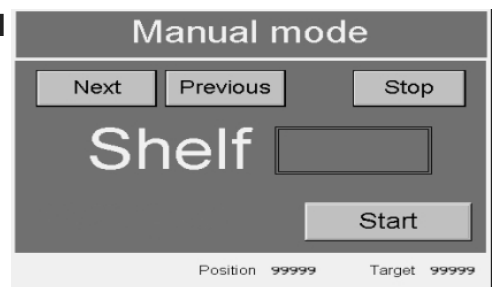 Manual mode
Next Previous Stop
Shelf
Start
Position 99999 Target 99999